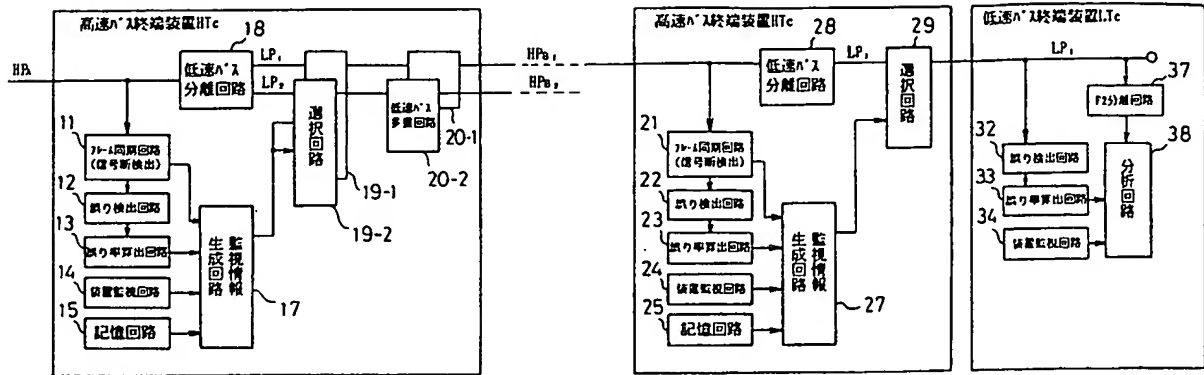 高速パス終端装置HTc
18
低速パス
分離回路
LP₁
LP₂
HPA
選択回路
19-1
19-2
低速パス
多重回路
20-1
20-2
HPB₁
HPB₂
11
フレーム同期回路
(信号断検出)
12
誤り検出回路
13
誤り率算出回路
14
装置監視回路
15
記憶回路
監視情報
生成回路
17
高速パス終端装置HTc
28
低速パス
分離回路
LP₁
29
選択回路
21
フレーム同期回路
(信号断検出)
22
誤り検出回路
23
誤り率算出回路
24
装置監視回路
25
記憶回路
監視情報
生成回路
27
低速パス終端装置LTc
LP₁
37
F2分離回路
38
分析回路
32
誤り検出回路
33
誤り率算出回路
34
装置監視回路